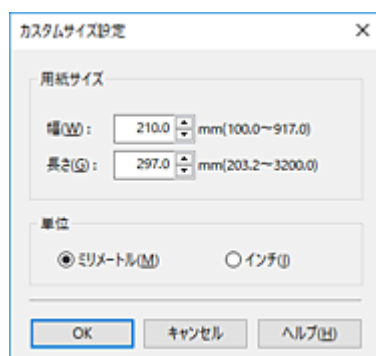 カスタムサイズ設定
用紙サイズ
幅(W): 210.0 mm(100.0～917.0)
長さ(G): 297.0 mm(203.2～3200.0)
単位
ミリメートル(M) インチ(I)
OK キャンセル ヘルプ(H)